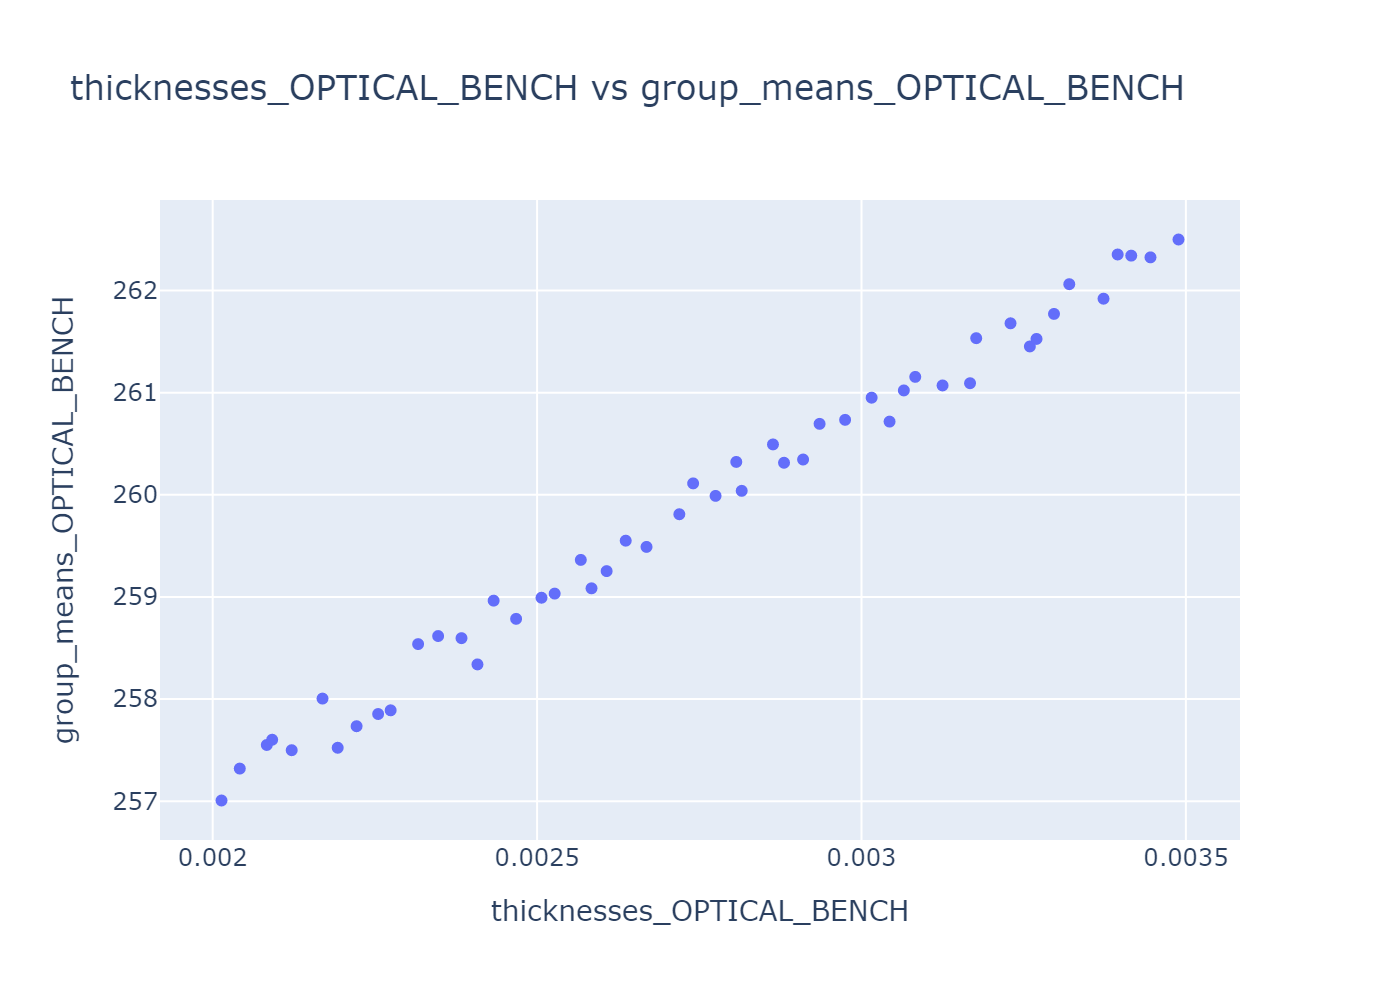 thicknesses_OPTICAL_BENCH vs group_means_OPTICAL_BENCH
group_means_OPTICAL_BENCH
262
261
260
259
258
257
0.002 0.0025 0.003 0.0035
thicknesses_OPTICAL_BENCH